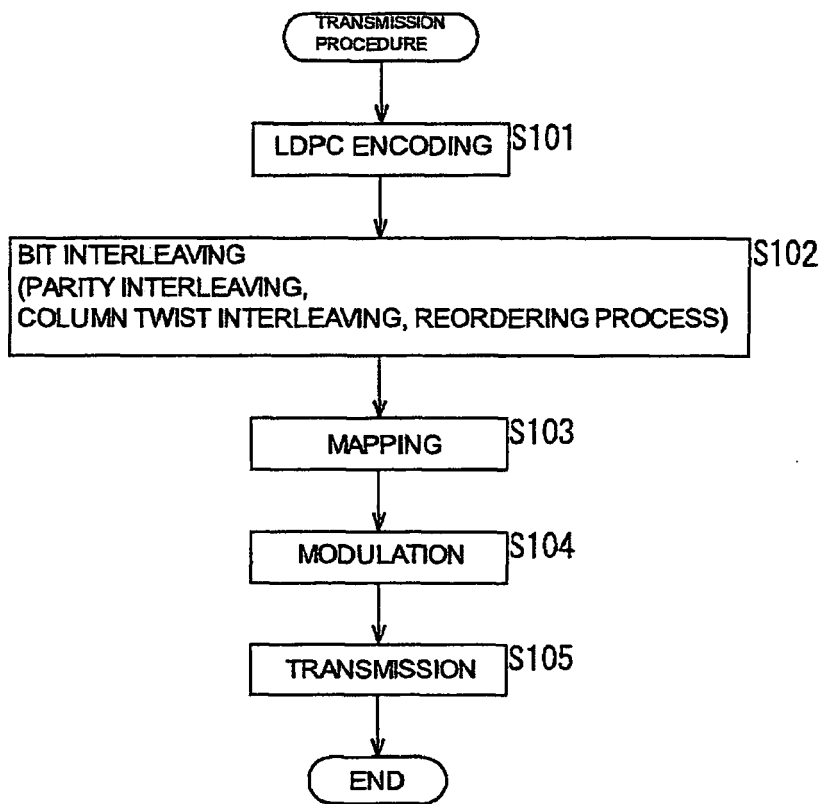 TRANSMISSION
PROCEDURE
LDPC ENCODING
S101
BIT INTERLEAVING
(PARITY INTERLEAVING,
COLUMN TWIST INTERLEAVING, REORDERING PROCESS)
S102
MAPPING
S103
MODULATION
S104
TRANSMISSION
S105
END